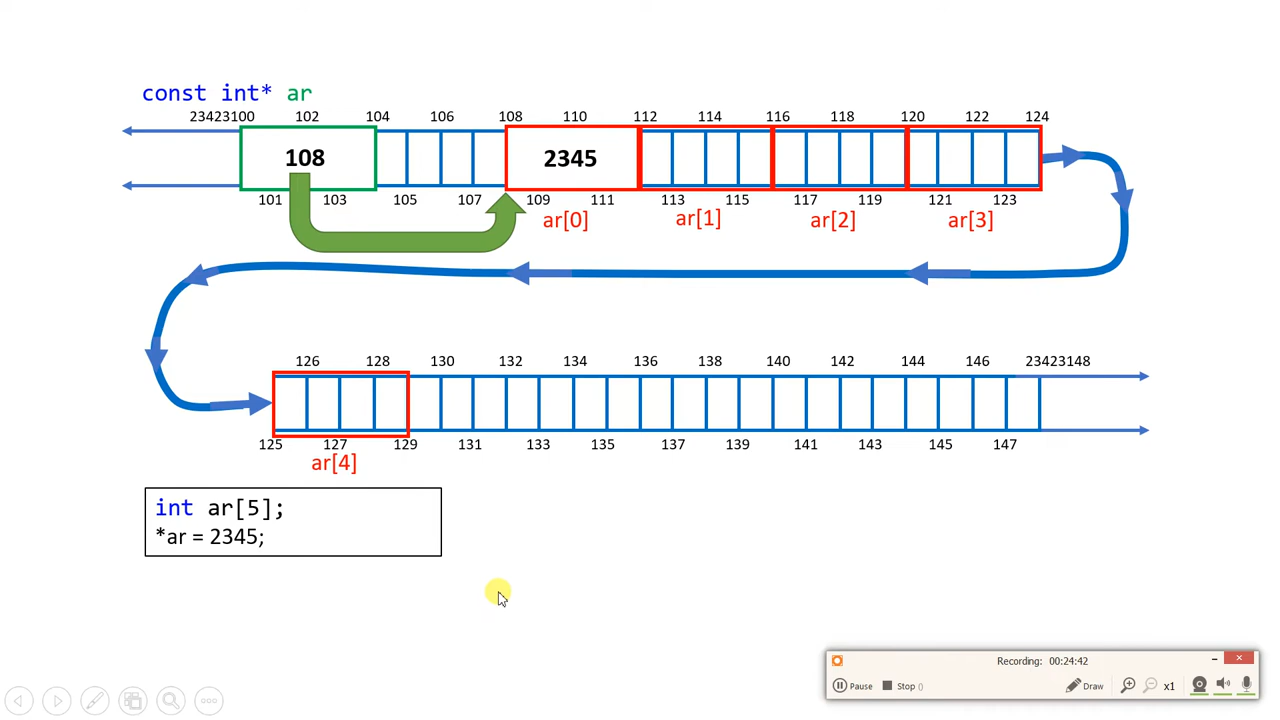 const int* ar
23423100 102 104 106 108 110 112 114 116 118 120 122 124
108 2345
101 103 105 107 109 111 113 115 117 119 121 123
ar[0] ar[1] ar[2] ar[3]
126 128 130 132 134 136 138 140 142 144 146 23423148
125 127 129 131 133 135 137 139 141 143 145 147
ar[4]
int ar[5];
*ar = 2345;
Recording: 00:24:42
Pause Stop () Draw x1